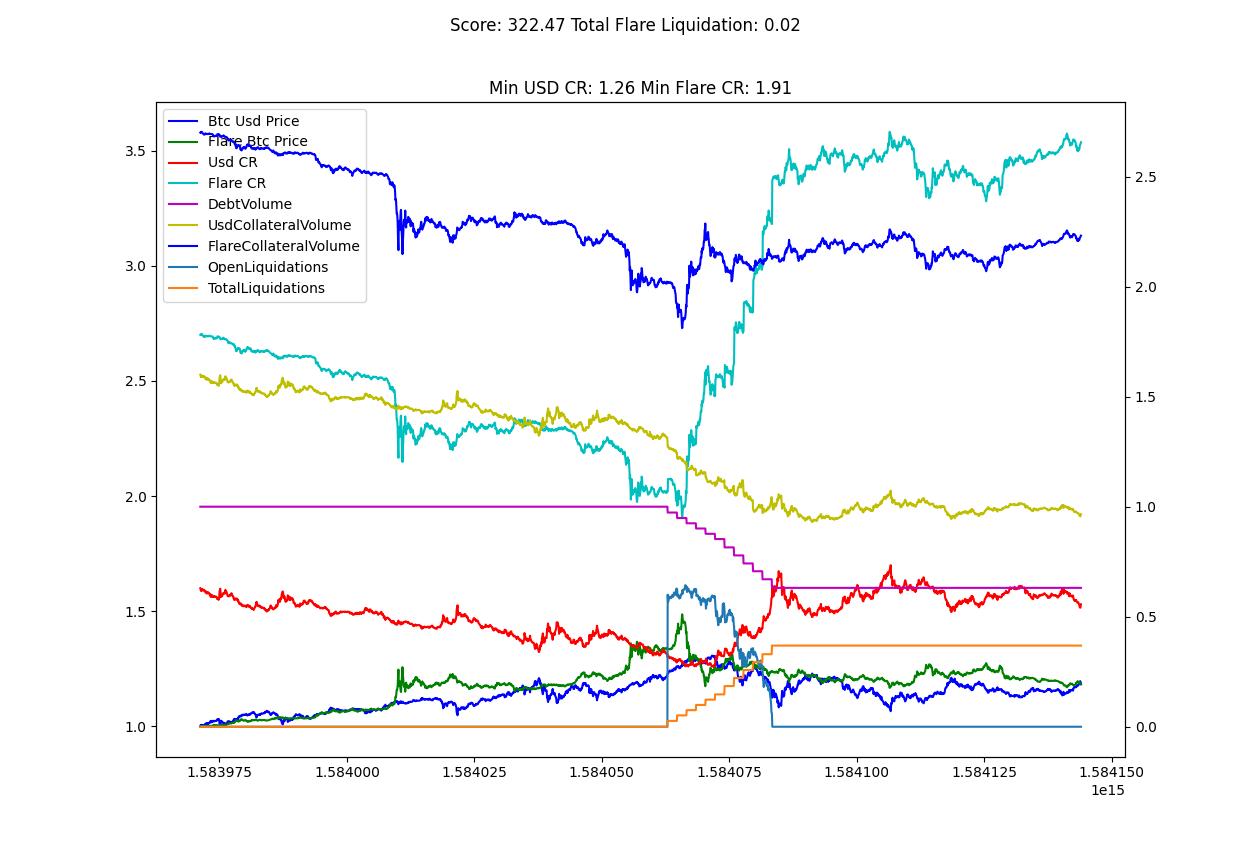 Score: 322.47 Total Flare Liquidation: 0.02
Min USD CR: 1.26 Min Flare CR: 1.91
Btc Usd Price
Flare Btc Price
Usd CR
Flare CR
DebtVolume
UsdCollateralVolume
FlareCollateralVolume
OpenLiquidations
TotalLiquidations
3.5
3.0
2.5
2.0
1.5
1.0
2.5
2.0
1.5
1.0
0.5
0.0
1.583975 1.584000 1.584025 1.584050 1.584075 1.584100 1.584125 1.584150
1e15